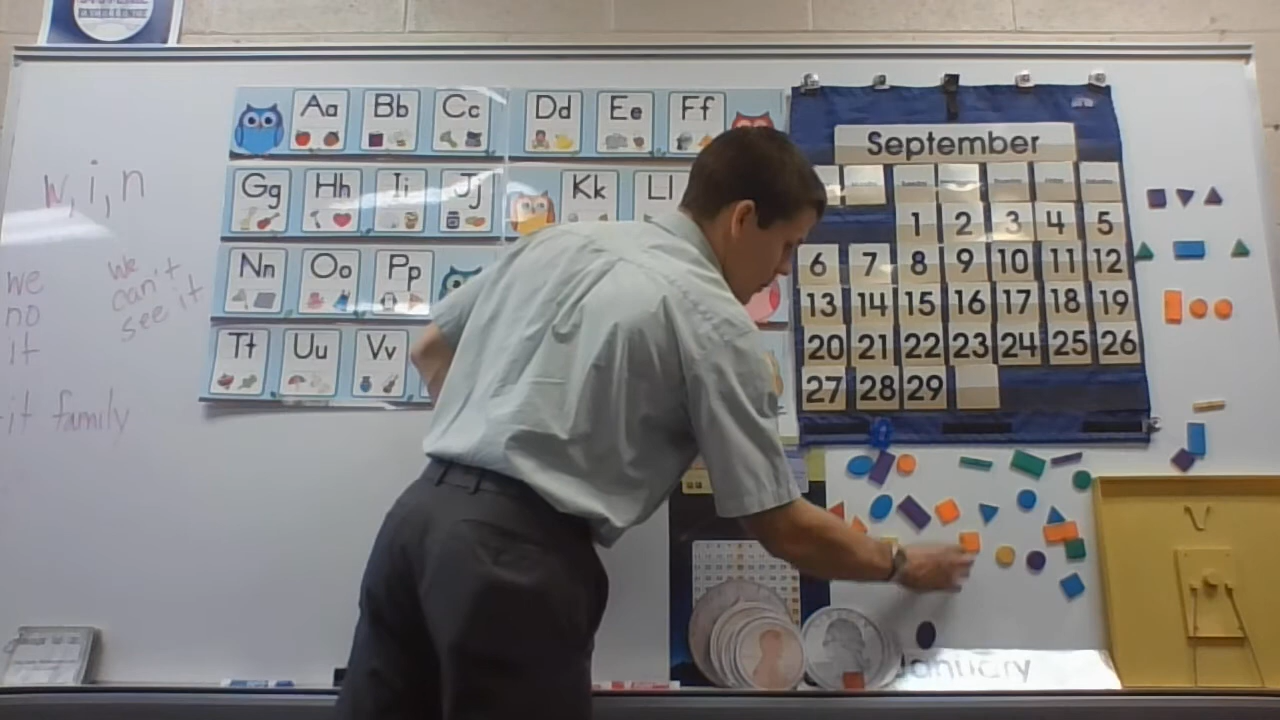 Aa Bb Cc Dd Ee Ff
Gg Hh Ii Jj Kk Ll
Nn Oo Pp
Tt Uu Vv
w, i, n
we
no
it
-it family
we
can't
see it
September
1 2 3 4 5
6 7 8 9 10 11 12
13 14 15 16 17 18 19
20 21 22 23 24 25 26
27 28 29
January